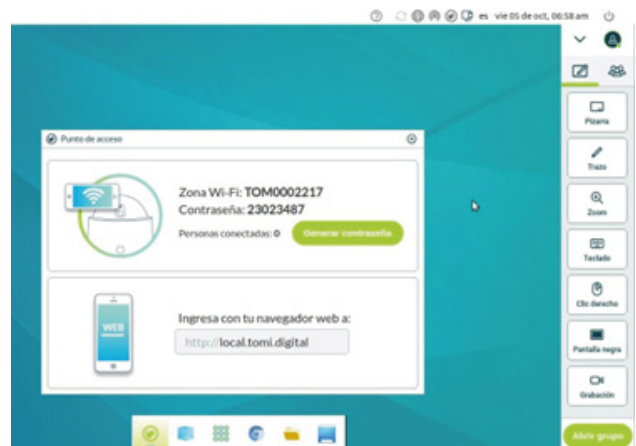 es vie 05 de oct, 06:58 am
Punto de acceso
Zona Wi-Fi: TOM0002217
Contraseña: 23023487
Personas conectadas: 0 Generar contraseña
WEB
Ingresa con tu navegador web a:
http://local.tomi.digital
Pizarra
Trazo
Zoom
Teclado
Clic derecho
Pantalla negra
Grabación
Abrir grupo